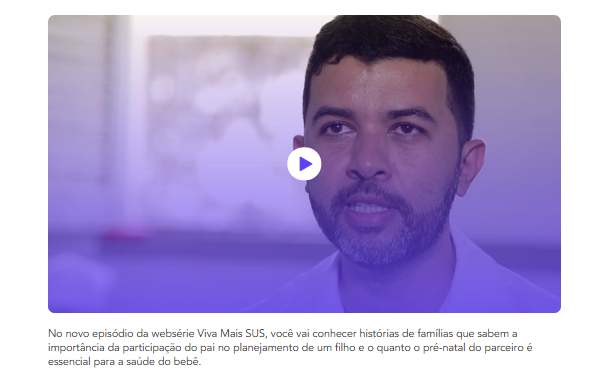 No novo episódio da websérie Viva Mais SUS, você vai conhecer histórias de famílias que sabem a
importância da participação do pai no planejamento de um filho e o quanto o pré-natal do parceiro é
essencial para a saúde do bebê.